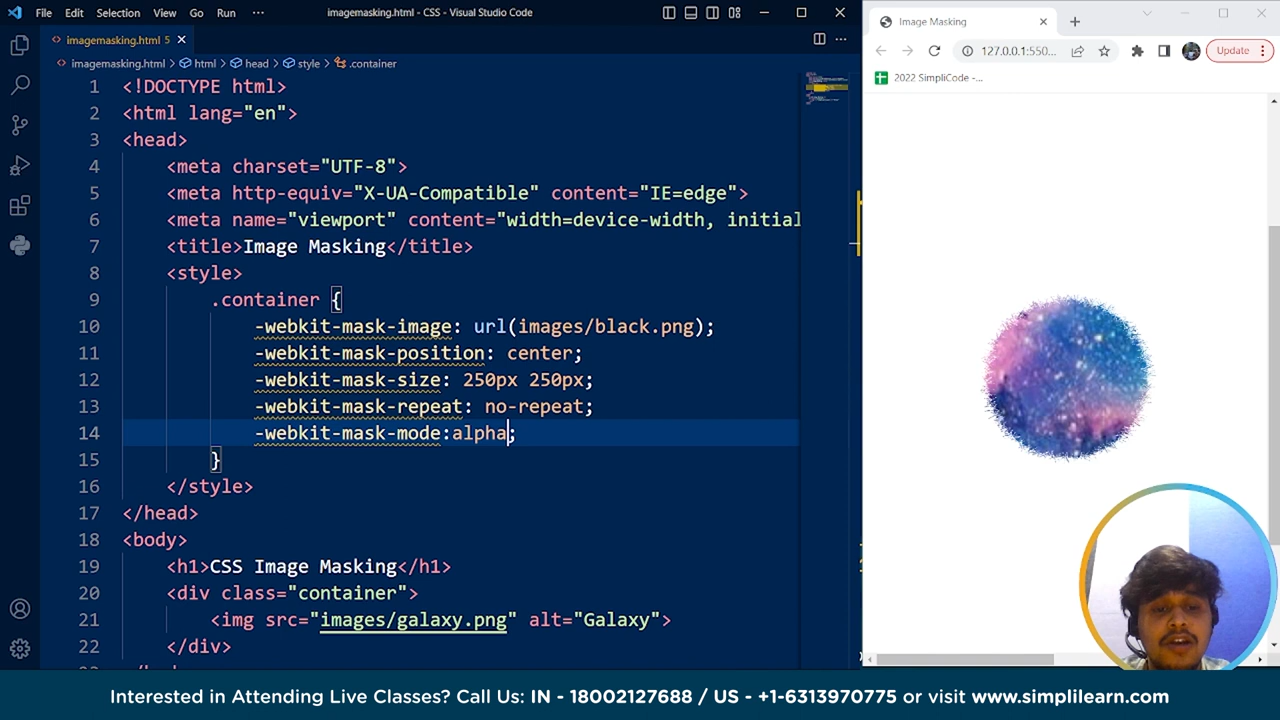 File Edit Selection View Go Run ··· imagemasking.html - CSS - Visual Studio Code
imagemasking.html 5
imagemasking.html > html > head > style > .container
1 <!DOCTYPE html>
2 <html lang="en">
3 <head>
4 <meta charset="UTF-8">
5 <meta http-equiv="X-UA-Compatible" content="IE=edge">
6 <meta name="viewport" content="width=device-width, initial
7 <title>Image Masking</title>
8 <style>
9 .container {
10 -webkit-mask-image: url(images/black.png);
11 -webkit-mask-position: center;
12 -webkit-mask-size: 250px 250px;
13 -webkit-mask-repeat: no-repeat;
14 -webkit-mask-mode:alpha;
15 }
16 </style>
17 </head>
18 <body>
19 <h1>CSS Image Masking</h1>
20 <div class="container">
21 <img src="images/galaxy.png" alt="Galaxy">
22 </div>
Image Masking
127.0.0.1:550...
Update
2022 SimpliCode -...
Interested in Attending Live Classes? Call Us: IN - 18002127688 / US - +1-6313970775 or visit www.simplilearn.com